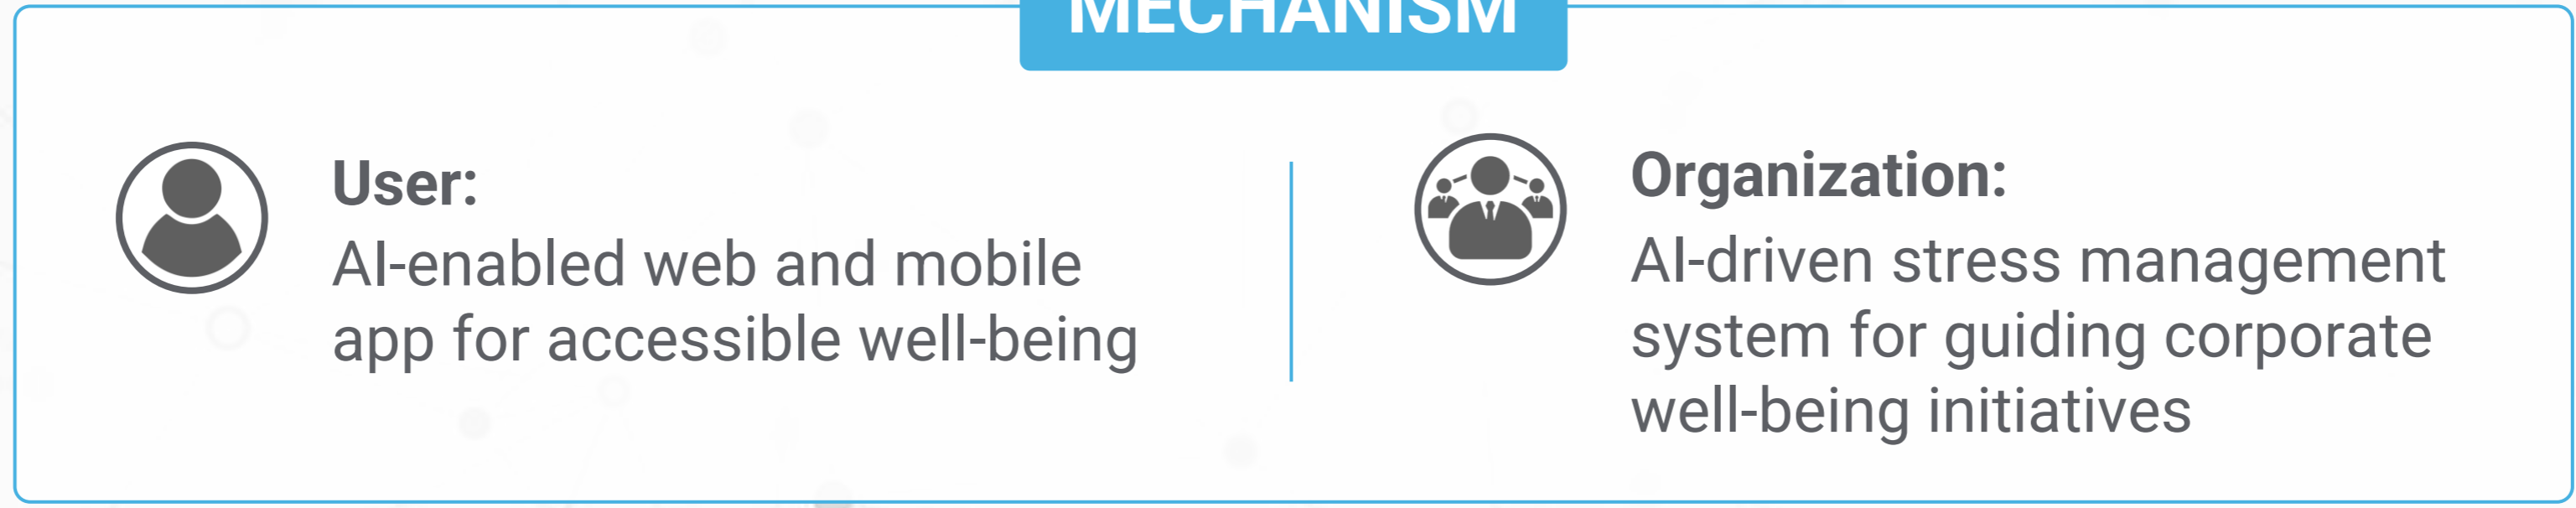 MECHANISM
User:
AI-enabled web and mobile
app for accessible well-being
Organization:
AI-driven stress management
system for guiding corporate
well-being initiatives